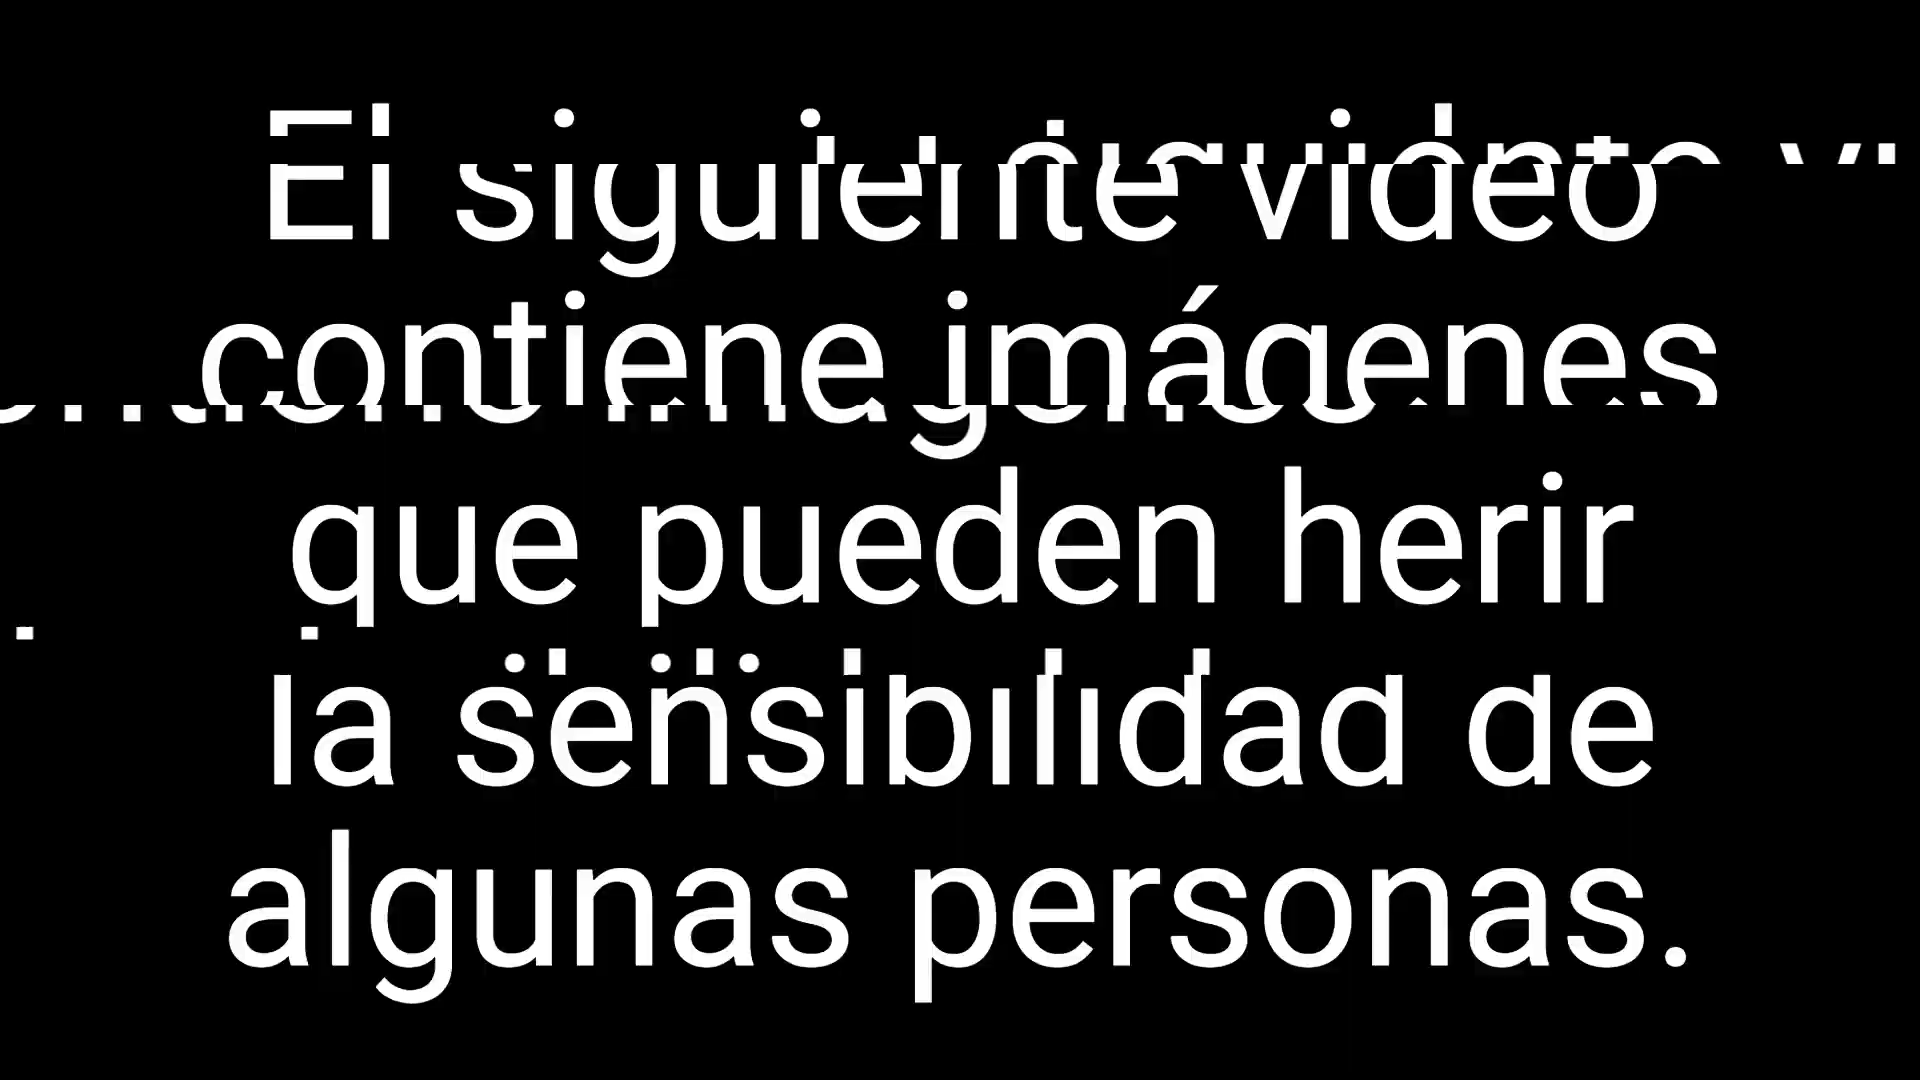 El siguiente video
contiene imágenes
que pueden herir
la sensibilidad de
algunas personas.